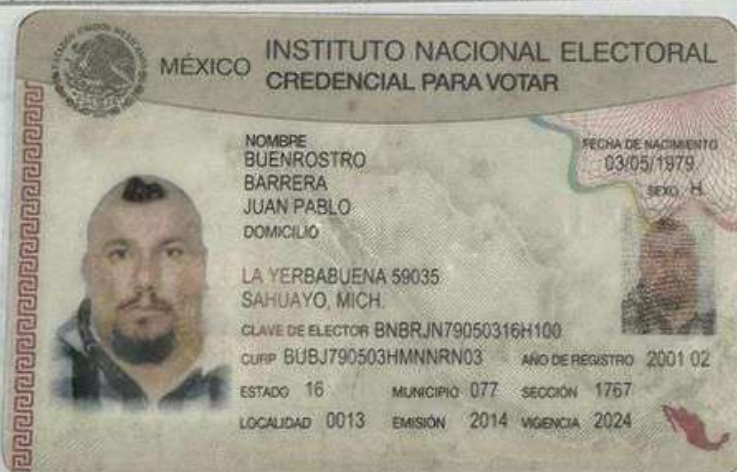 MÉXICO INSTITUTO NACIONAL ELECTORAL
CREDENCIAL PARA VOTAR
NOMBRE
BUENROSTRO
BARRERA
JUAN PABLO
FECHA DE NACIMIENTO
03/05/1979
SEXO H
DOMICILIO
LA YERBABUENA 59035
SAHUAYO, MICH.
CLAVE DE ELECTOR BNBRJN79050316H100
CURP BUBJ790503HMNNRN03 AÑO DE REGISTRO 2001 02
ESTADO 16 MUNICIPIO 077 SECCIÓN 1767
LOCALIDAD 0013 EMISIÓN 2014 VIGENCIA 2024